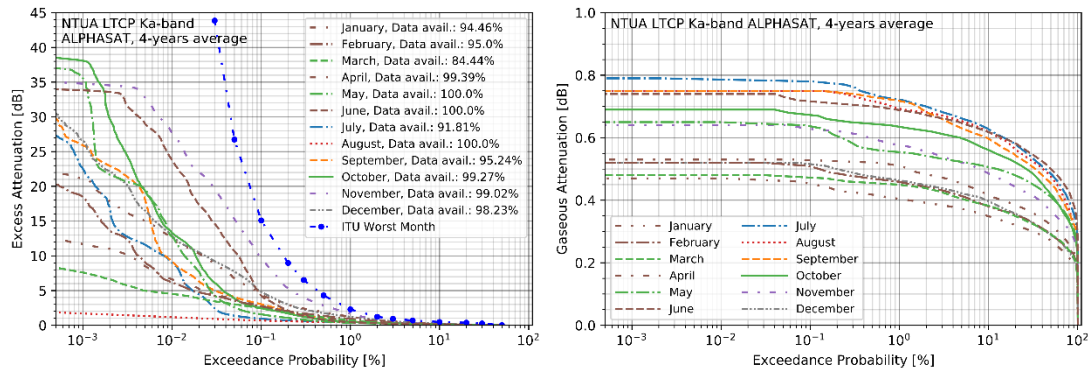 NTUA LTCP Ka-band
ALPHASAT, 4-years average
January, Data avail.: 94.46%
February, Data avail.: 95.0%
March, Data avail.: 84.44%
April, Data avail.: 99.39%
May, Data avail.: 100.0%
June, Data avail.: 100.0%
July, Data avail.: 91.81%
August, Data avail.: 100.0%
September, Data avail.: 95.24%
October, Data avail.: 99.27%
November, Data avail.: 99.02%
December, Data avail.: 98.23%
ITU Worst Month
Excess Attenuation [dB]
45
40
35
30
25
20
15
10
5
0
10⁻³
10⁻²
10⁻¹
10⁰
10¹
10²
Exceedance Probability [%]
NTUA LTCP Ka-band ALPHASAT, 4-years average
Gaseous Attenuation [dB]
1.0
0.8
0.6
0.4
0.2
0.0
January
February
March
April
May
June
July
August
September
October
November
December
10⁻³
10⁻²
10⁻¹
10⁰
10¹
10²
Exceedance Probability [%]